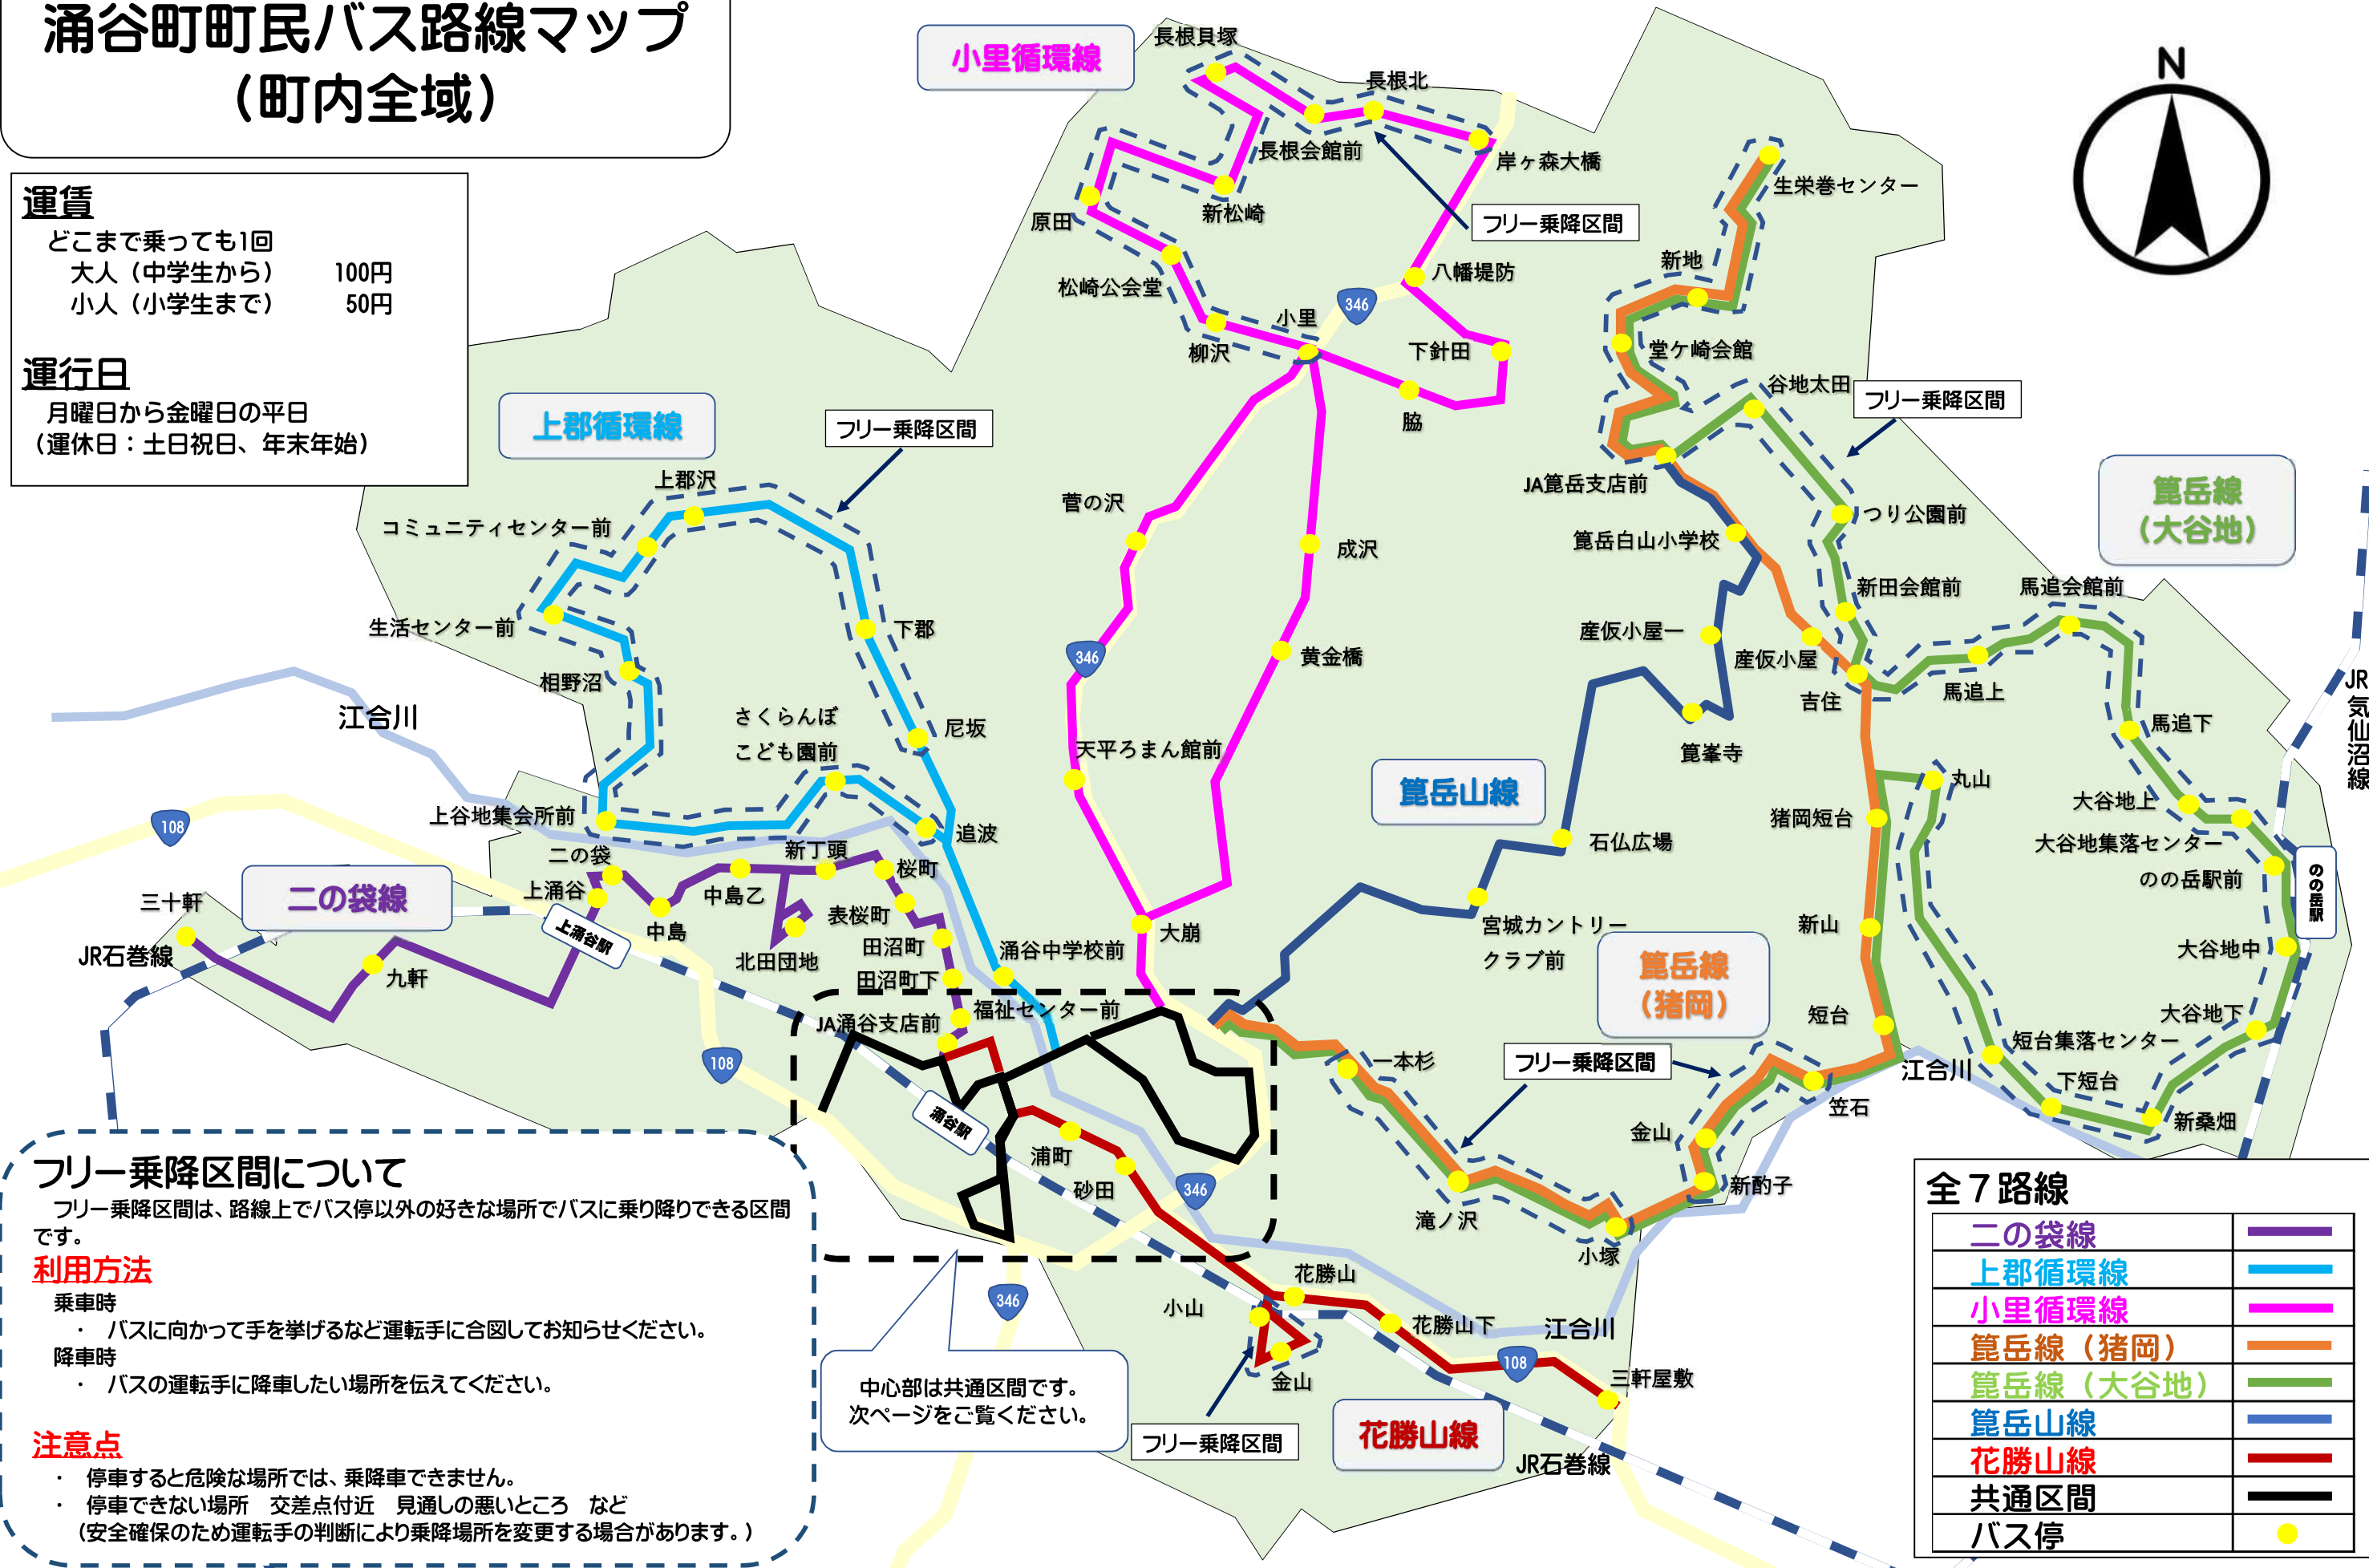 涌谷町町民バス路線マップ
（町内全域）
運賃
どこまで乗っても1回
大人（中学生から）　100円
小人（小学生まで）　50円
運行日
月曜日から金曜日の平日
（運休日：土日祝日、年末年始）
小里循環線
長根貝塚
長根北
長根会館前
岸ヶ森大橋
フリー乗降区間
新松崎
原田
松崎公会堂
柳沢
小里
346
八幡堤防
下針田
脇
菅の沢
成沢
黄金橋
346
天平ろまん館前
大崩
N
生栄巻センター
新地
堂ケ崎会館
谷地太田
フリー乗降区間
JA箟岳支店前
つり公園前
箟岳白山小学校
新田会館前
産仮小屋一
産仮小屋
吉住
箟峯寺
箟岳線
（大谷地）
馬追会館前
馬追上
馬追下
丸山
大谷地上
大谷地集落センター
のの岳駅前
のの岳駅
大谷地中
大谷地下
短台集落センター
下短台
新桑畑
JR気仙沼線
猪岡短台
新山
短台
笠石
金山
新酌子
小塚
滝ノ沢
一本杉
フリー乗降区間
箟岳線
（猪岡）
箟岳山線
石仏広場
宮城カントリー
クラブ前
上郡循環線
フリー乗降区間
上郡沢
コミュニティセンター前
生活センター前
相野沼
下郡
尼坂
さくらんぼ
こども園前
上谷地集会所前
追波
江合川
108
二の袋線
三十軒
JR石巻線
九軒
上涌谷
二の袋
上涌谷駅
中島
中島乙
新丁頭
北田団地
桜町
表桜町
田沼町
田沼町下
涌谷中学校前
福祉センター前
JA涌谷支店前
108
涌谷駅
浦町
砂田
346
346
小山
花勝山
花勝山下
金山
フリー乗降区間
花勝山線
108
三軒屋敷
JR石巻線
江合川
江合川
中心部は共通区間です。
次ページをご覧ください。
フリー乗降区間について
フリー乗降区間は、路線上でバス停以外の好きな場所でバスに乗り降りできる区間
です。
利用方法
乗車時
・　バスに向かって手を挙げるなど運転手に合図してお知らせください。
降車時
・　バスの運転手に降車したい場所を伝えてください。
注意点
・　停車すると危険な場所では、乗降車できません。
・　停車できない場所　交差点付近　見通しの悪いところ　など
（安全確保のため運転手の判断により乗降場所を変更する場合があります。）
全７路線
二の袋線
上郡循環線
小里循環線
箟岳線（猪岡）
箟岳線（大谷地）
箟岳山線
花勝山線
共通区間
バス停